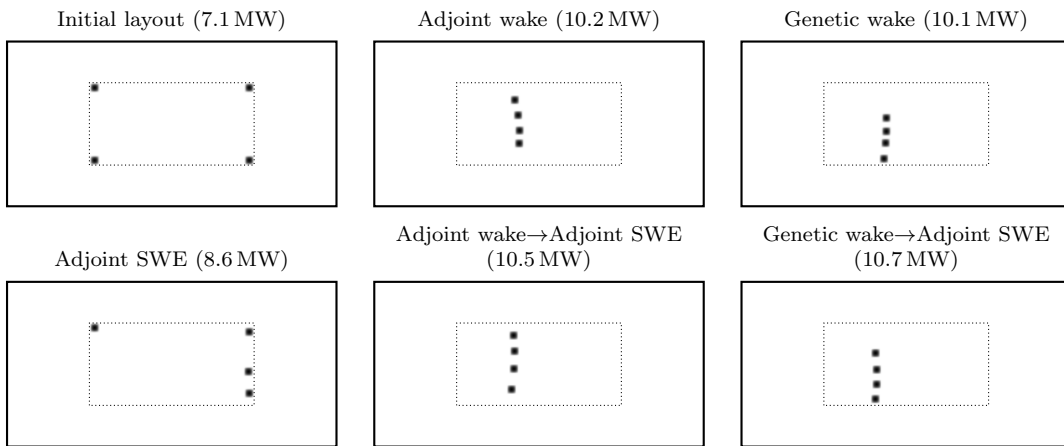 Initial layout (7.1 MW)
Adjoint wake (10.2 MW)
Genetic wake (10.1 MW)
Adjoint SWE (8.6 MW)
Adjoint wake→Adjoint SWE
(10.5 MW)
Genetic wake→Adjoint SWE
(10.7 MW)